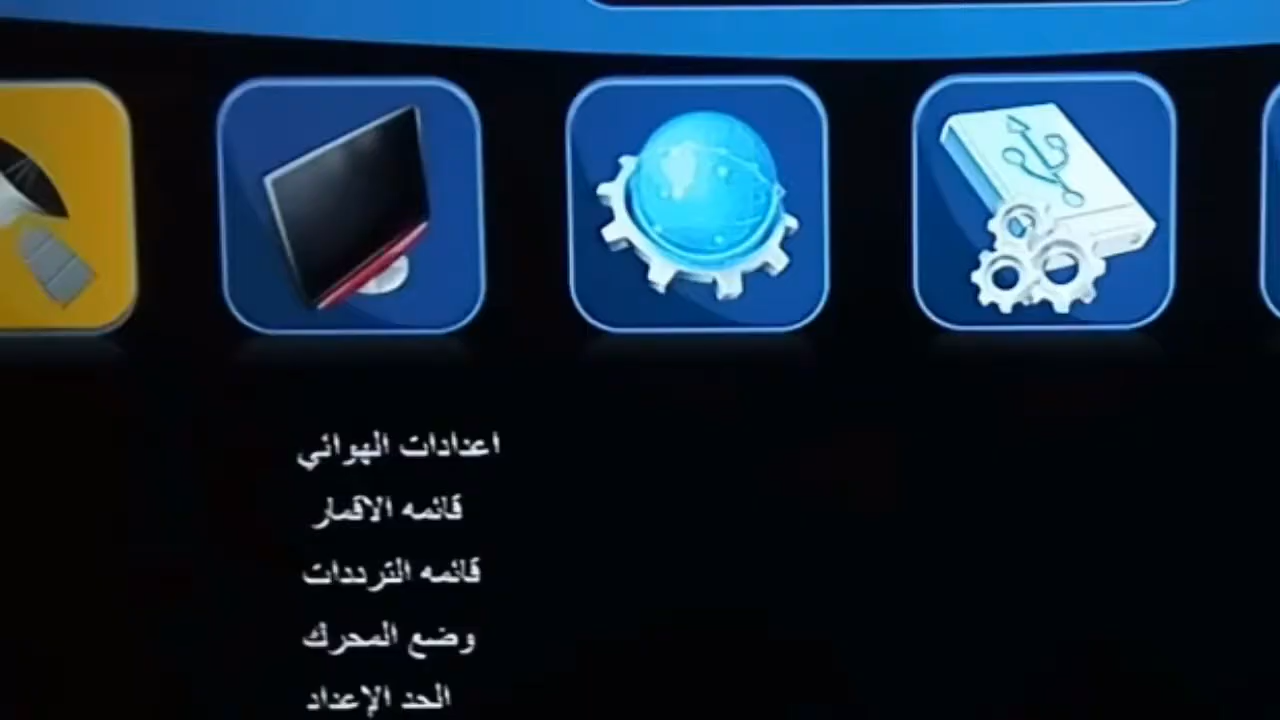 اعدادات الهوائي
قائمه الاقمار
قائمه الترددات
وضع المحرك
الحد الإعداد